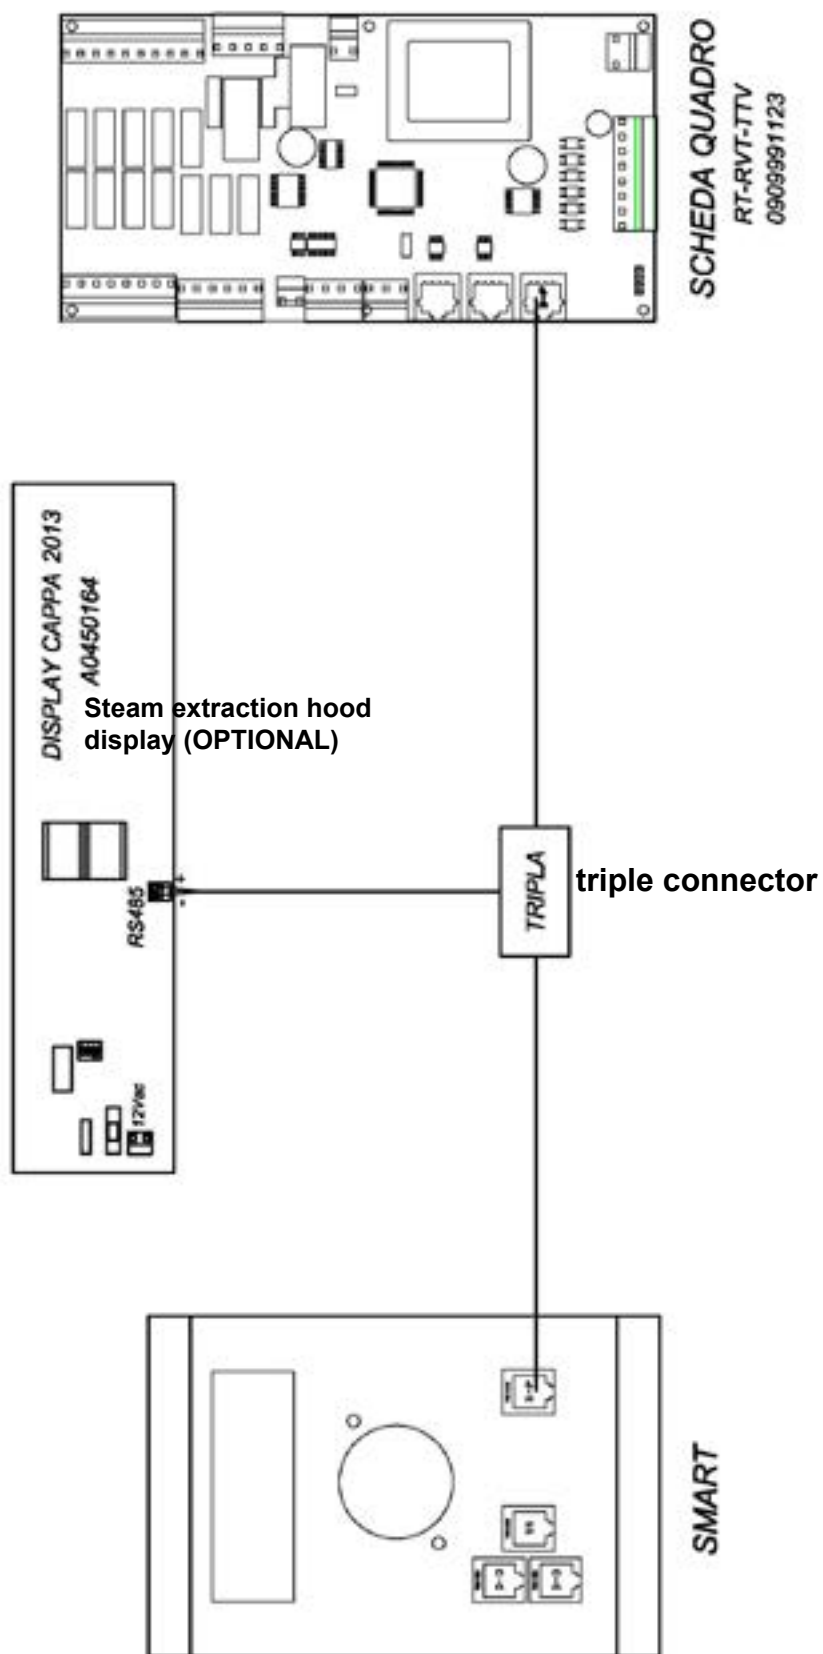 SCHEDA QUADRO
RT-RVT-TTV
0909991123
DISPLAY CAPPA 2013
A0450164
Steam extraction hood
display (OPTIONAL)
RS485
+
-
12Vac
TRIPLA
triple connector
SMART